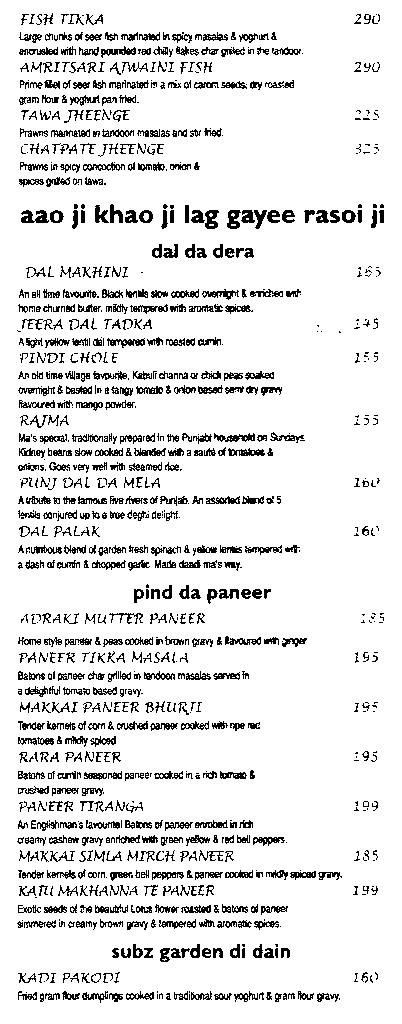 FISH TIKKA 290
Large chunks of seer fish marinated in spicy masalas & yoghurt &
encrusted with hand pounded red chilly flakes char grilled in the tandoor.
AMRITSARI AJWAINI FISH 290
Prime fillet of seer fish marinated in a mix of carom seeds, dry roasted
gram flour & yoghurt pan fried.
TAWA JHEENGE 225
Prawns marinated in tandoori masalas and stir fried.
CHATPATE JHEENGE 325
Prawns in spicy concoction of tomato, onion &
spices grilled on tawa.
aao ji khao ji lag gayee rasoi ji
dal da dera
DAL MAKHINI 165
An all time favourite. Black lentils slow cooked overnight & enriched with
home churned butter, mildly tempered with aromatic spices.
JEERA DAL TADKA 145
A light yellow lentil dal tempered with roasted cumin.
PINDI CHOLE 155
An old time village favourite, Kabuli channa or chick peas soaked
overnight & basted in a tangy tomato & onion based semi dry gravy
flavoured with mango powder.
RAJMA 155
Ma's special, traditionally prepared in the Punjabi household on Sundays.
Kidney beans slow cooked & blended with a sauté of tomatoes &
onions. Goes very well with steamed rice.
PUNJ DAL DA MELA 160
A tribute to the famous five rivers of Punjab. An assorted blend of 5
lentils conjured up to a true deghi delight.
DAL PALAK 160
A nutritious blend of garden fresh spinach & yellow lentils tempered with
a dash of cumin & chopped garlic. Made daadi ma's way.
pind da paneer
ADRAKI MUTTER PANEER 185
Home style paneer & peas cooked in brown gravy & flavoured with ginger
PANEER TIKKA MASALA 195
Batons of paneer char grilled in tandoori masalas served in
a delightful tomato based gravy.
MAKKAI PANEER BHURJI 195
Tender kernels of corn & crushed paneer cooked with ripe red
tomatoes & mildly spiced
RARA PANEER 195
Batons of cumin seasoned paneer cooked in a rich tomato &
crushed paneer gravy.
PANEER TIRANGA 199
An Englishman's favourite! Batons of paneer enrobed in rich
creamy cashew gravy enriched with green yellow & red bell peppers.
MAKKAI SIMLA MIRCH PANEER 185
Tender kernels of corn, green bell peppers & paneer cooked in mildly spiced gravy.
KAJU MAKHANNA TE PANEER 199
Exotic seeds of the beautiful Lotus flower roasted & batons of paneer
simmered in creamy brown gravy & tempered with aromatic spices.
subz garden di dain
KADI PAKODI 160
Fried gram flour dumplings cooked in a traditional sour yoghurt & gram flour gravy.